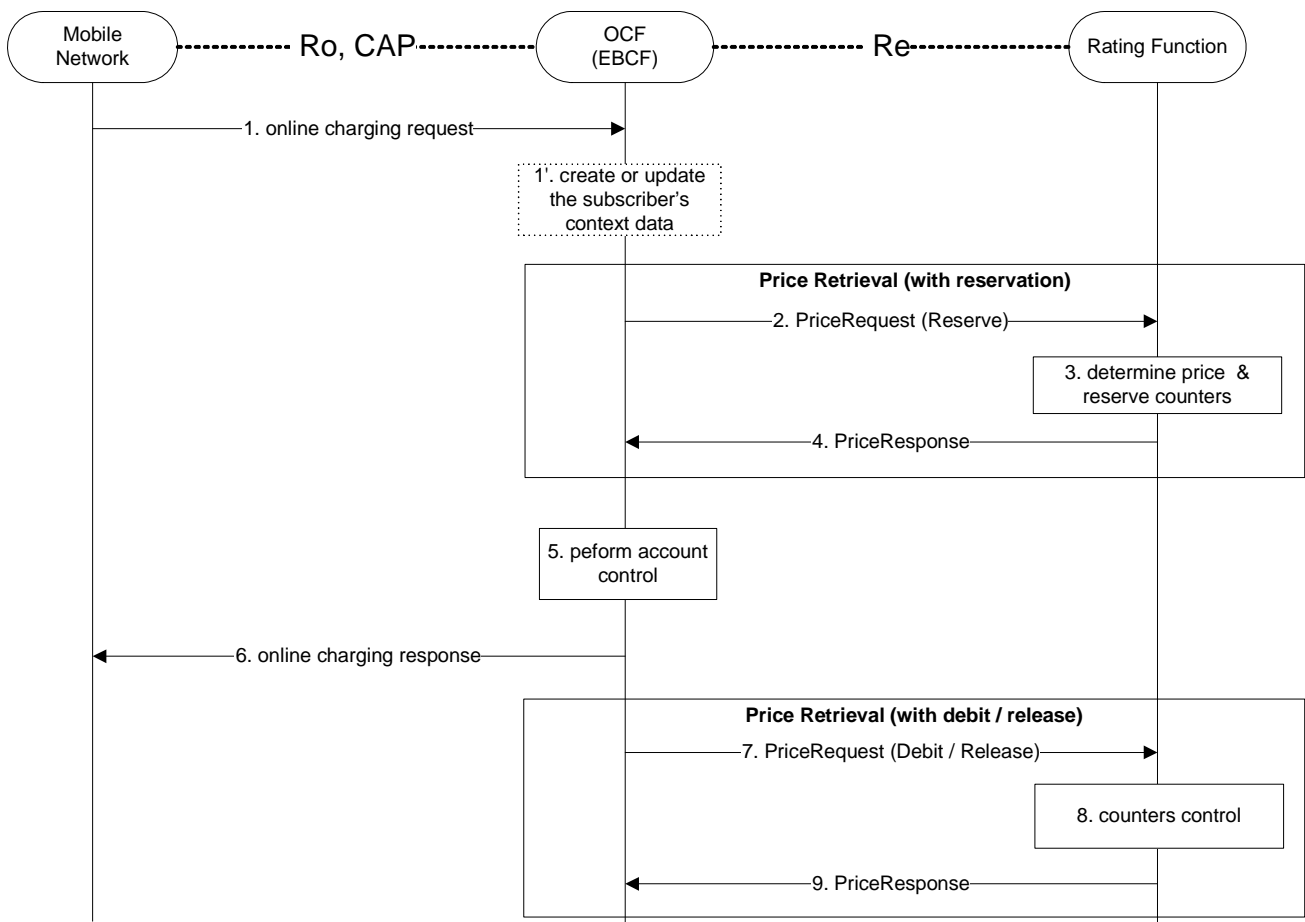 Mobile
Network
Ro, CAP
OCF
(EBCF)
Re
Rating Function
1. online charging request
1'. create or update
the subscriber’s
context data
Price Retrieval (with reservation)
2. PriceRequest (Reserve)
3. determine price  &
reserve counters
4. PriceResponse
5. peform account
control
6. online charging response
Price Retrieval (with debit / release)
7. PriceRequest (Debit / Release)
8. counters control
9. PriceResponse